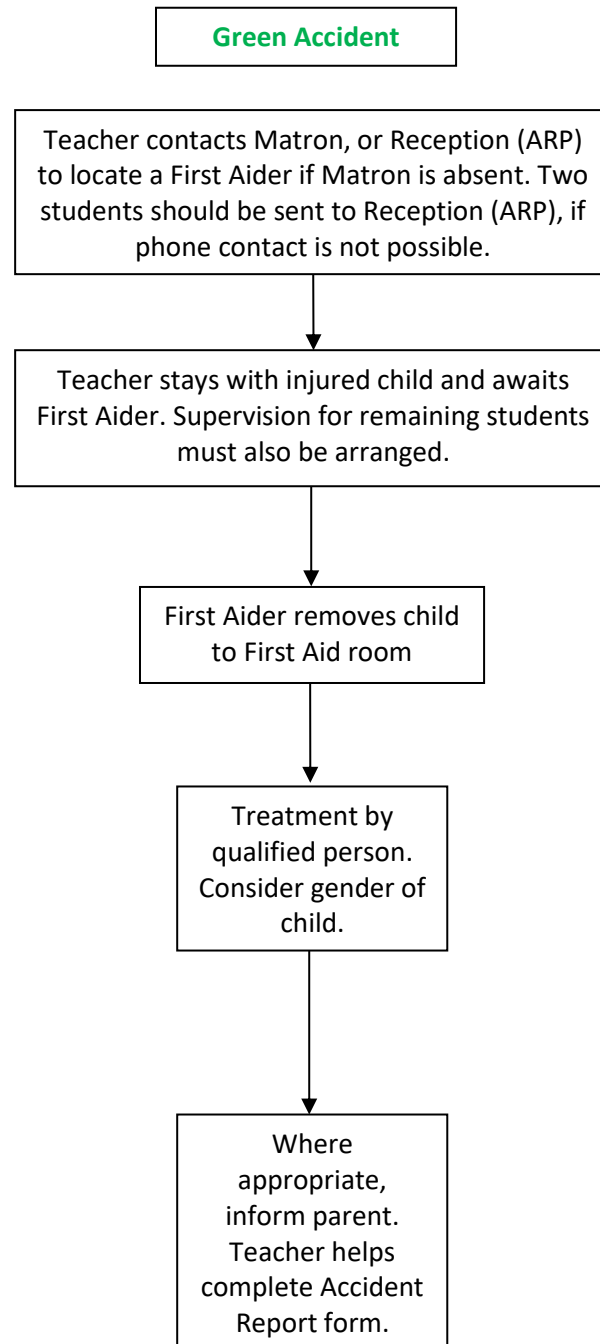 Green Accident
Teacher contacts Matron, or Reception (ARP)
to locate a First Aider if Matron is absent. Two
students should be sent to Reception (ARP), if
phone contact is not possible.
Teacher stays with injured child and awaits
First Aider. Supervision for remaining students
must also be arranged.
First Aider removes child
to First Aid room
Treatment by
qualified person.
Consider gender of
child.
Where
appropriate,
inform parent.
Teacher helps
complete Accident
Report form.